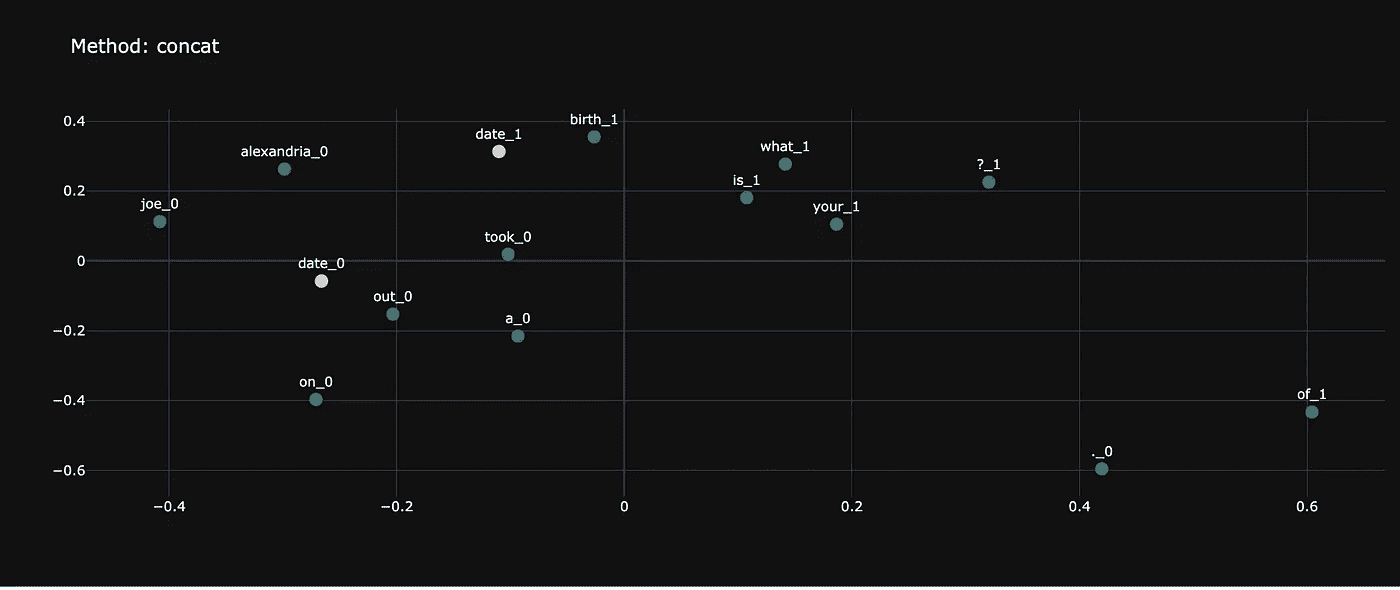 Method: concat
0.4
birth_1
date_1
alexandria_0
what_1
?_1
is_1
0.2
joe_0
your_1
took_0
0
date_0
out_0
a_0
−0.2
on_0
of_1
−0.4
._0
−0.6
−0.4 −0.2 0 0.2 0.4 0.6